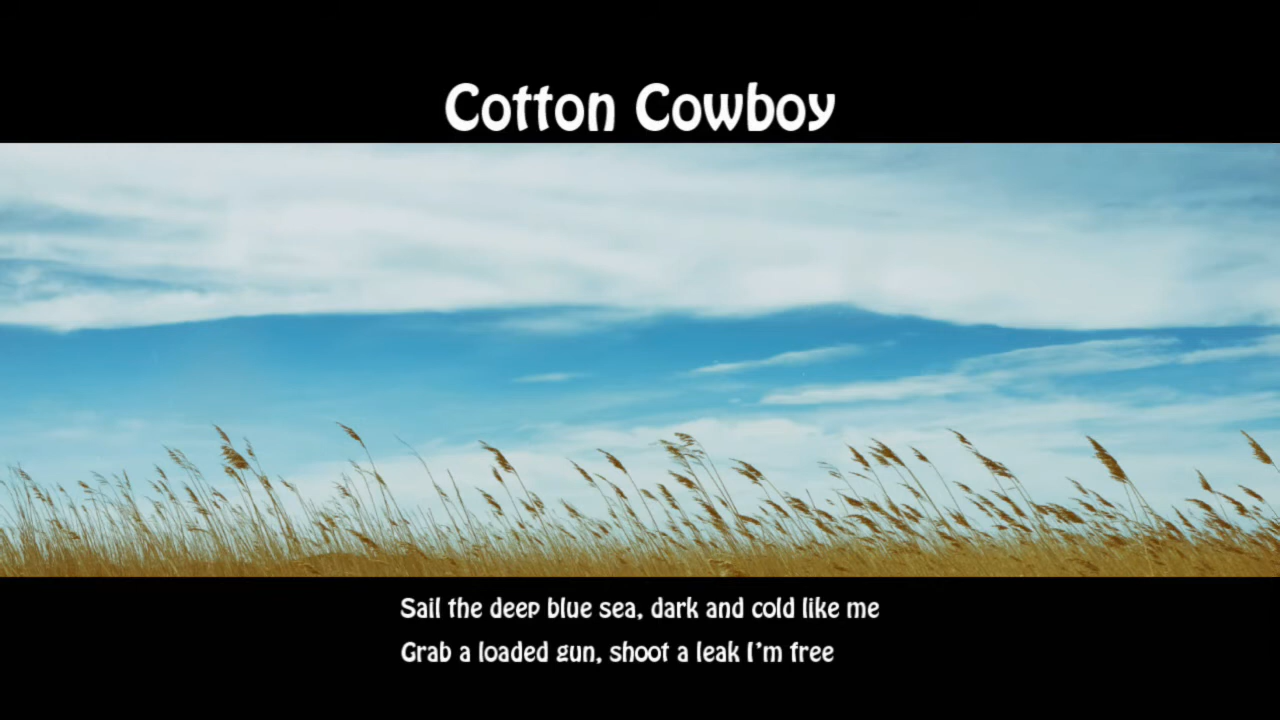 Cotton Cowboy
Sail the deep blue sea, dark and cold like me
Grab a loaded gun, shoot a leak I'm free